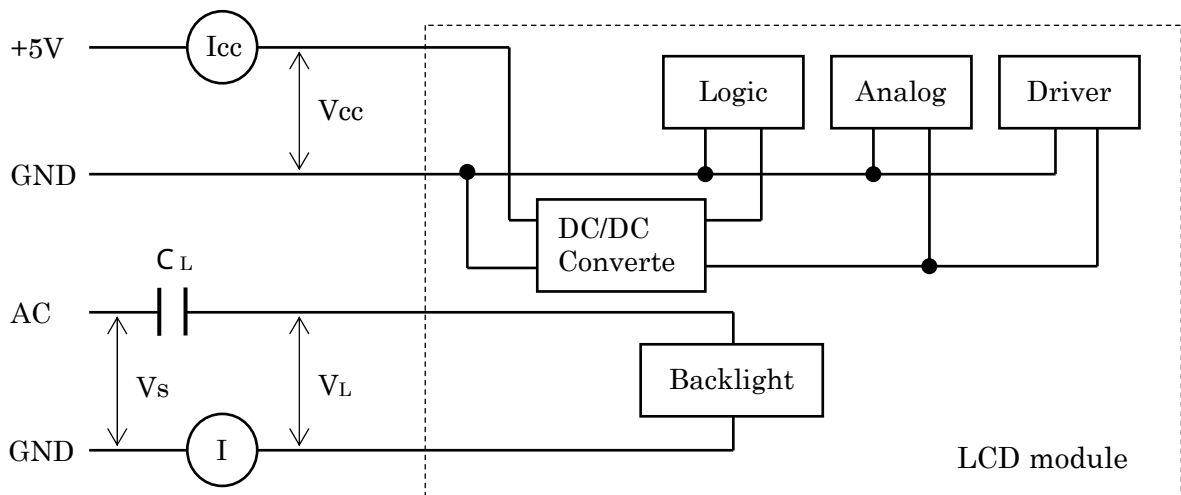 +5V
Icc
Vcc
GND
Logic
Analog
Driver
DC/DC
Converte
CL
AC
Vs
VL
GND
I
Backlight
LCD module